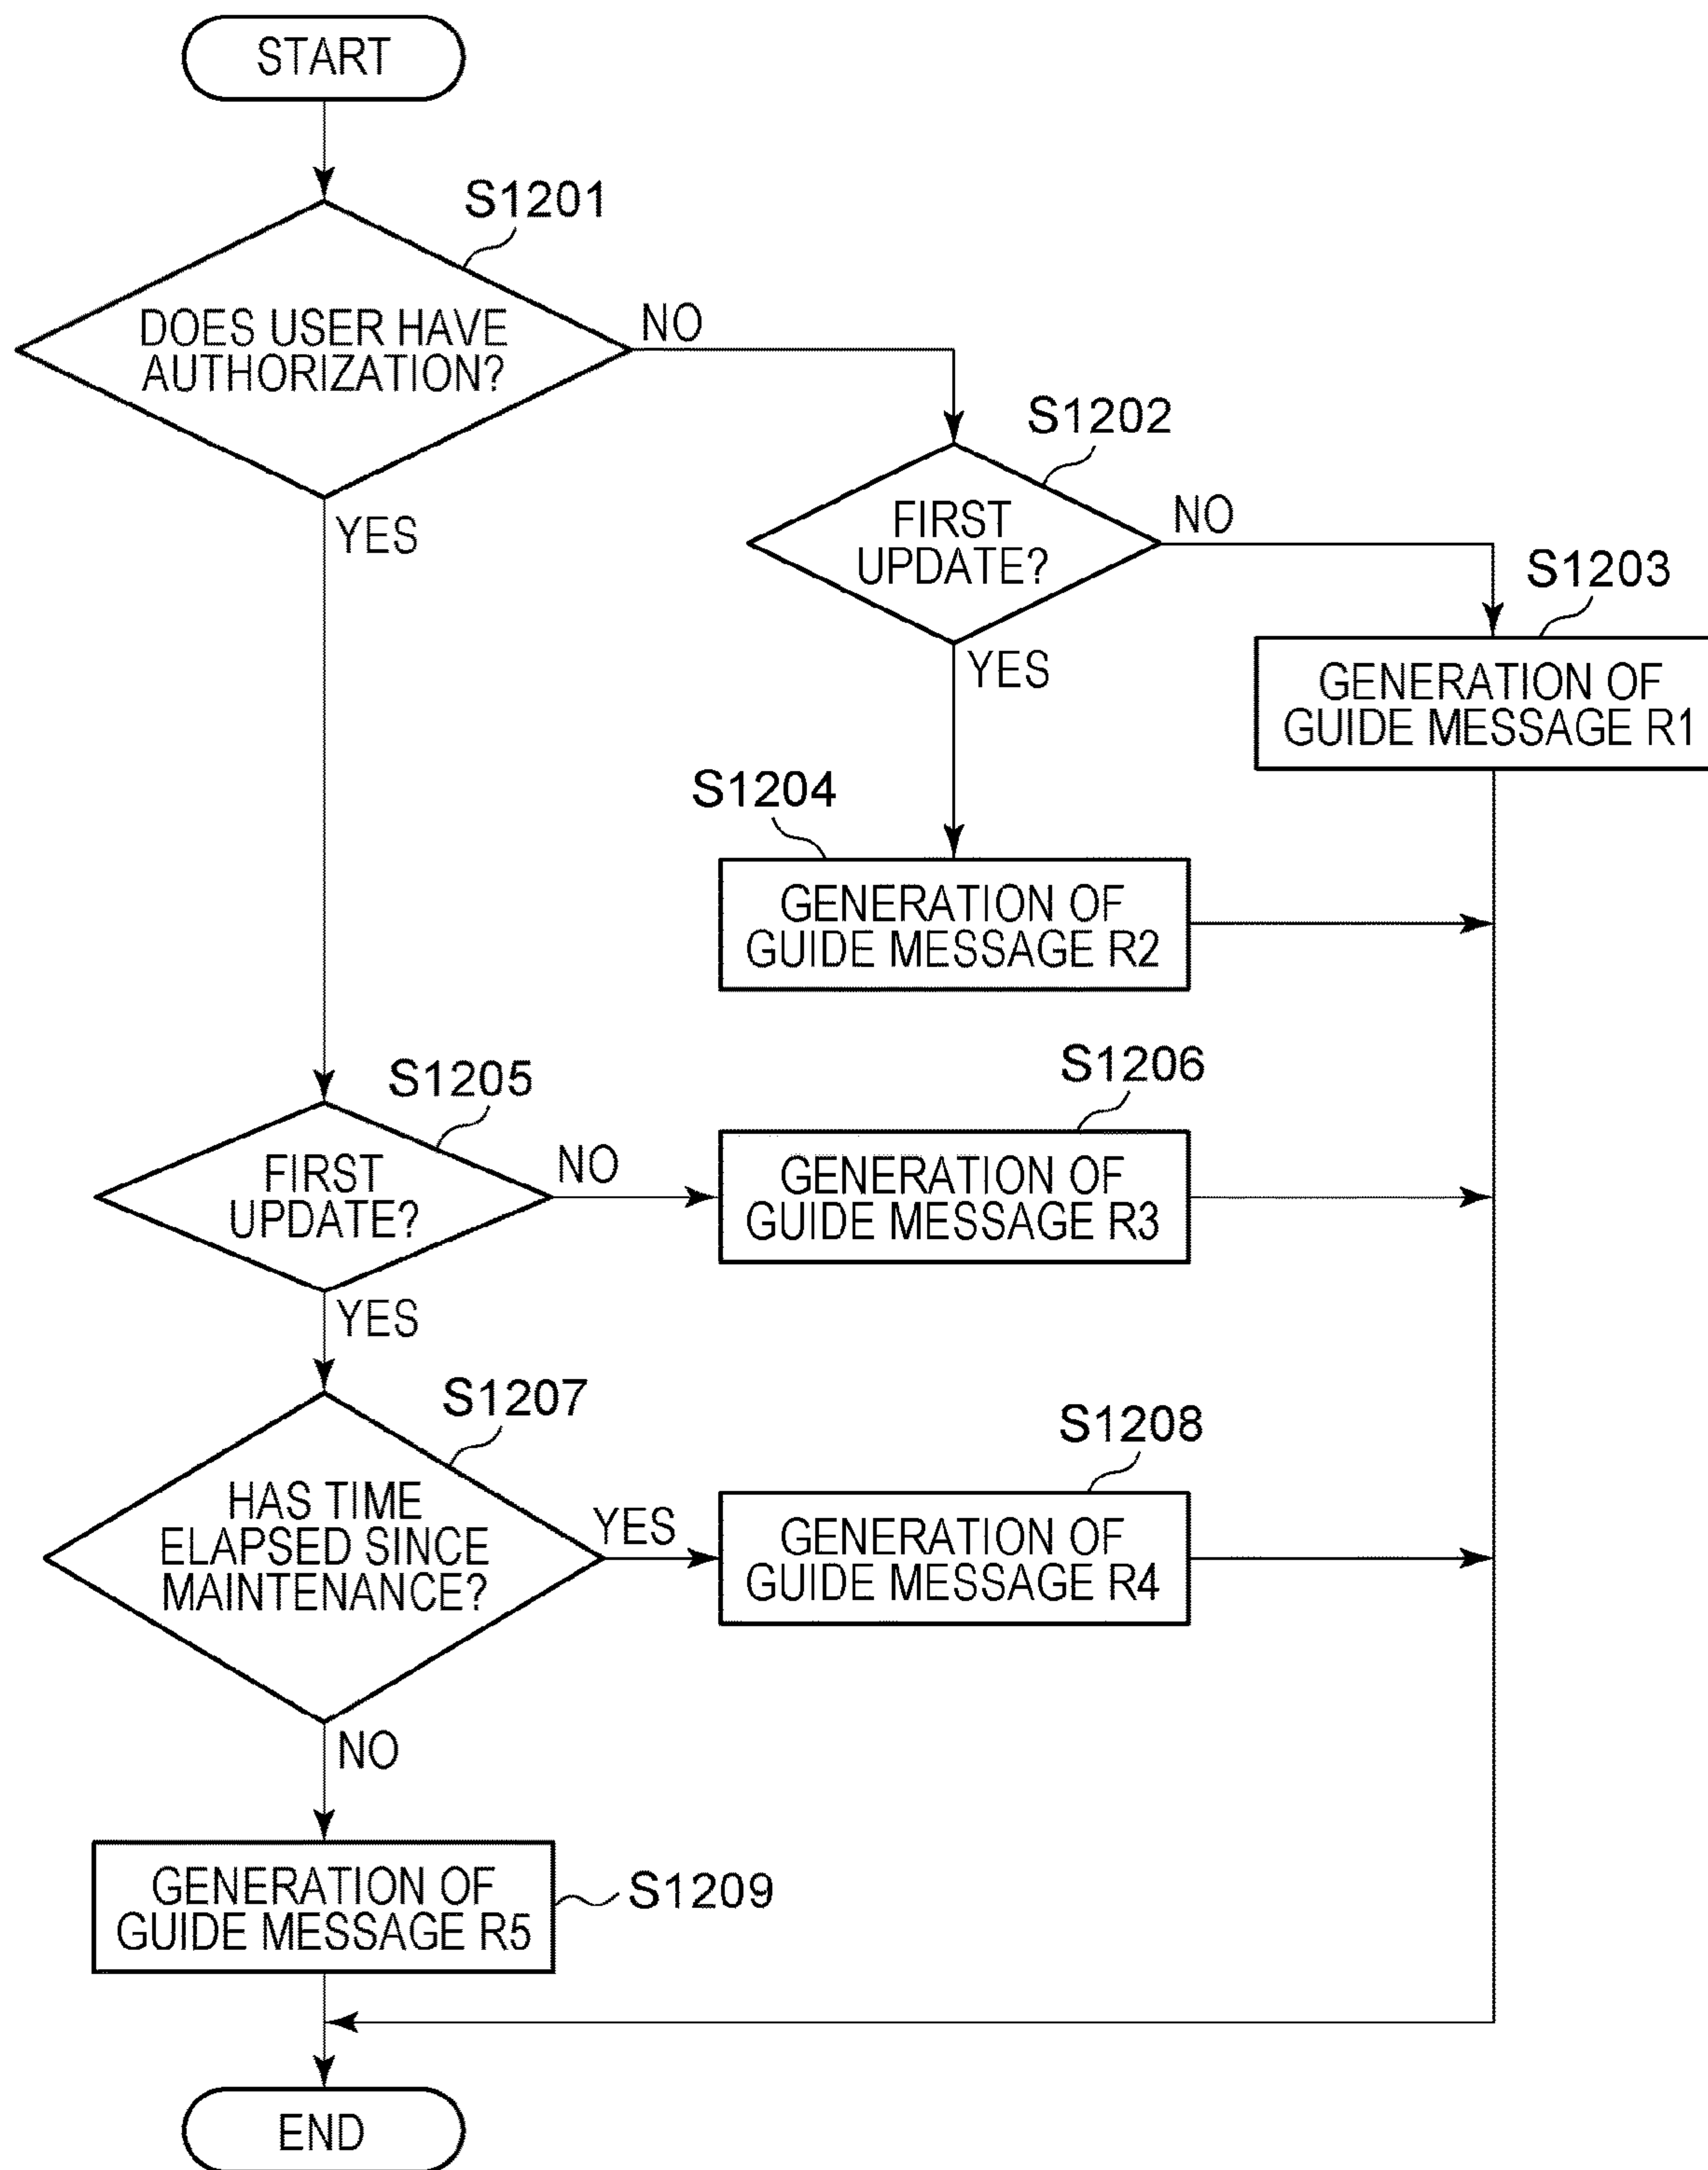 START
S1201
DOES USER HAVE
AUTHORIZATION?
NO
YES
S1202
FIRST
UPDATE?
NO
YES
S1203
GENERATION OF
GUIDE MESSAGE R1
S1204
GENERATION OF
GUIDE MESSAGE R2
S1205
FIRST
UPDATE?
NO
YES
S1206
GENERATION OF
GUIDE MESSAGE R3
S1207
HAS TIME
ELAPSED SINCE
MAINTENANCE?
YES
NO
S1208
GENERATION OF
GUIDE MESSAGE R4
GENERATION OF
GUIDE MESSAGE R5
S1209
END